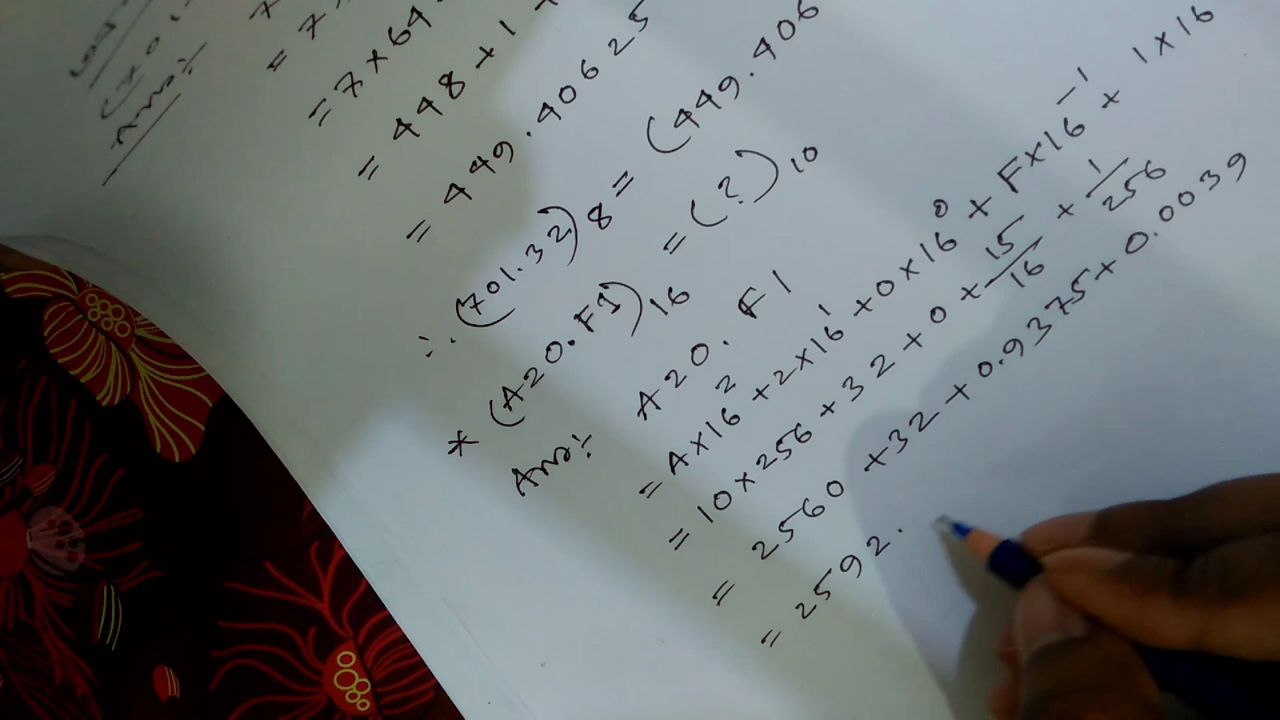 = 7
= 7 × 64
= 448 + 1 +
= 449.40625
∴ (701.32)8 = (449.406
* (A20.F1)16 = (?)10
Ans: A20.F1
= A×16² + 2×16¹ + 0×16⁰ + F×16⁻¹ + 1×16
= 10×256 + 32 + 0 + 15/16 + 1/256
= 2560 + 32 + 0.9375 + 0.0039
= 2592.